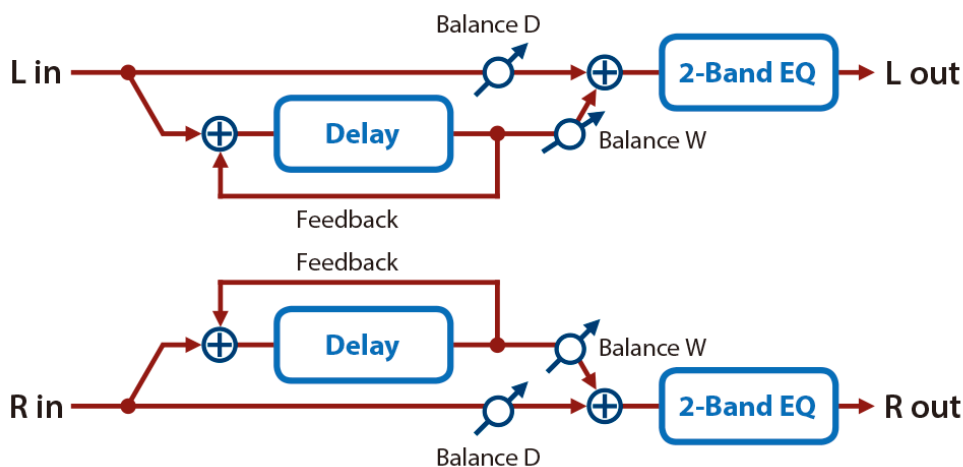 Balance D
L in
2-Band EQ
L out
Delay
Balance W
Feedback
Feedback
Delay
Balance W
R in
2-Band EQ
R out
Balance D